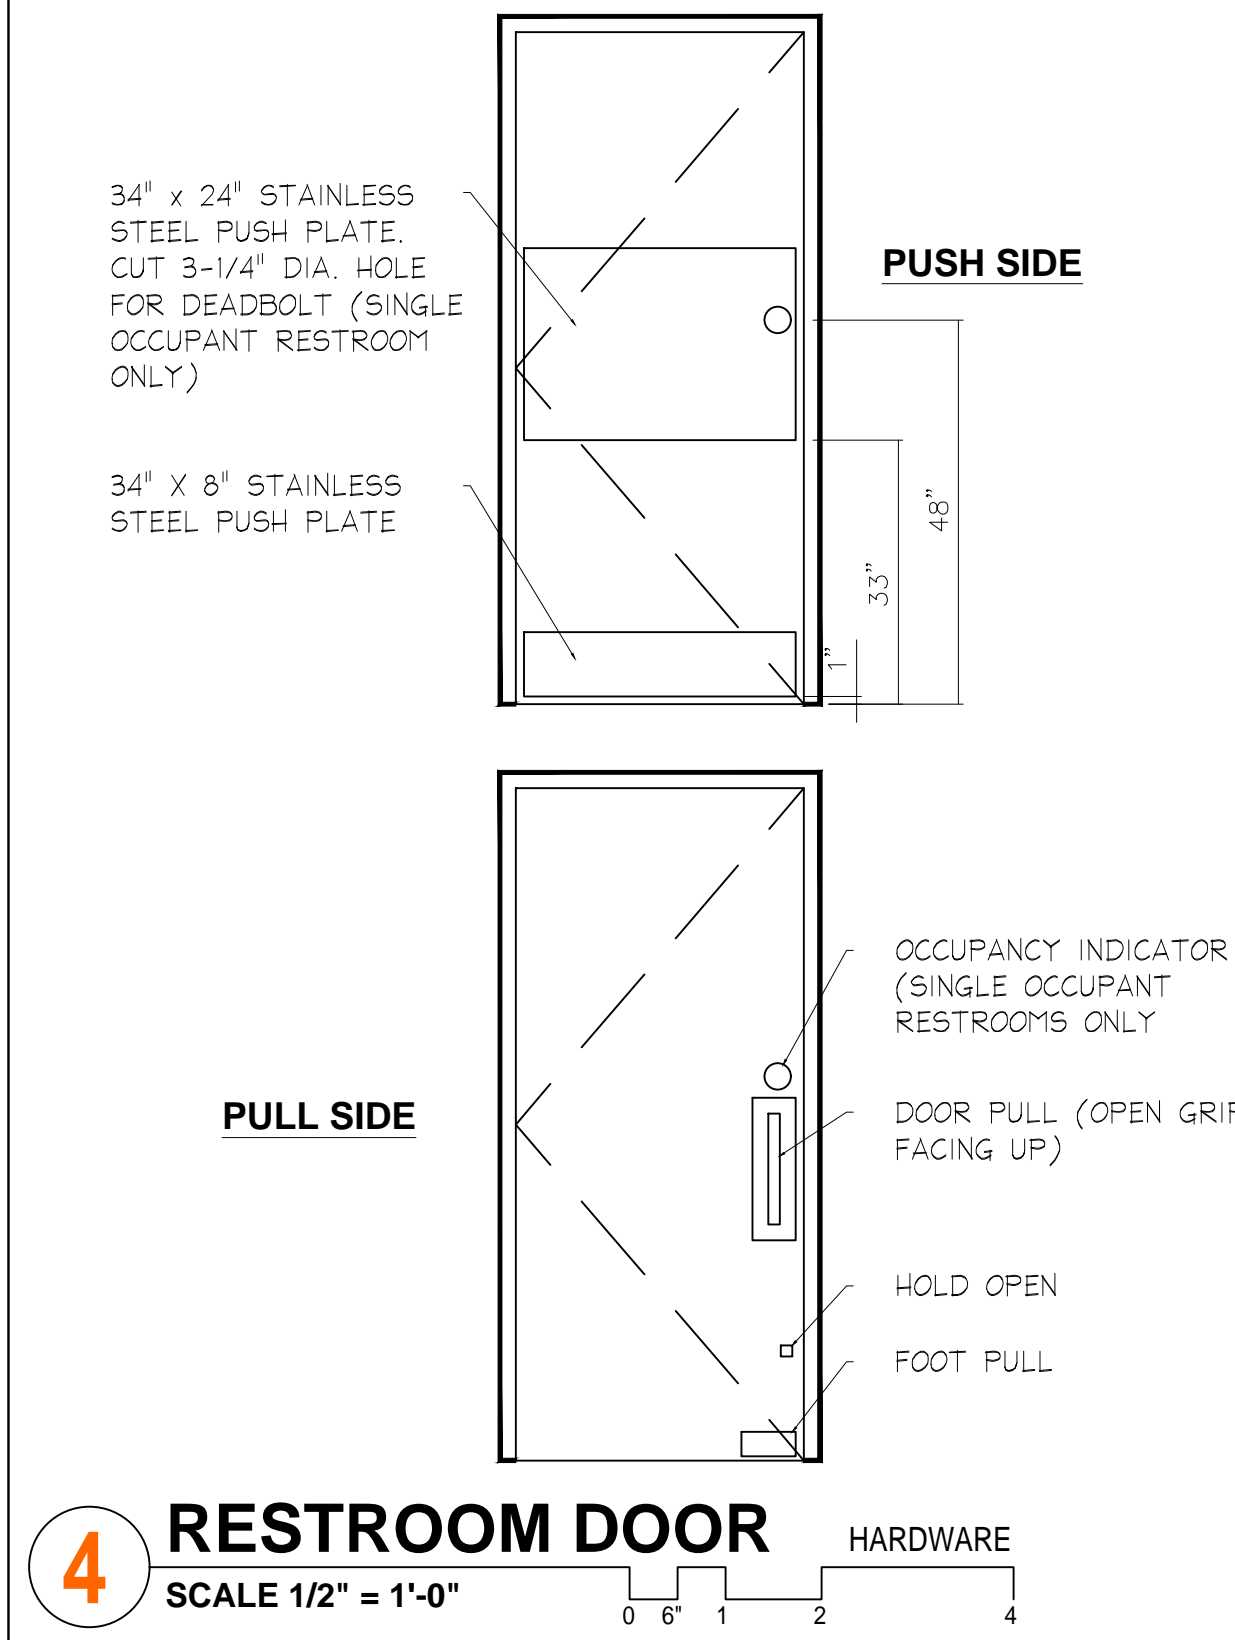 34" x 24" STAINLESS
STEEL PUSH PLATE.
CUT 3-1/4" DIA. HOLE
FOR DEADBOLT (SINGLE
OCCUPANT RESTROOM
ONLY)
PUSH SIDE
34" X 8" STAINLESS
STEEL PUSH PLATE
48"
33"
1"
OCCUPANCY INDICATOR
(SINGLE OCCUPANT
RESTROOMS ONLY
PULL SIDE
DOOR PULL (OPEN
FACING UP)
HOLD OPEN
FOOT PULL
4
RESTROOM DOOR
HARDWARE
SCALE 1/2" = 1'-0"
0 6" 1 2 4